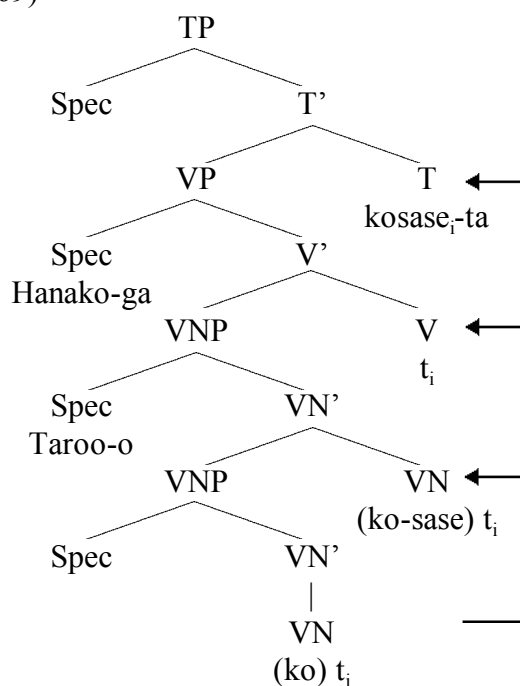 TP
Spec T’
VP T
kosaseᵢ-ta
Spec V’
Hanako-ga
VNP V
tᵢ
Spec VN’
Taroo-o
VNP VN
(ko-sase) tᵢ
Spec VN’
VN
(ko) tᵢ